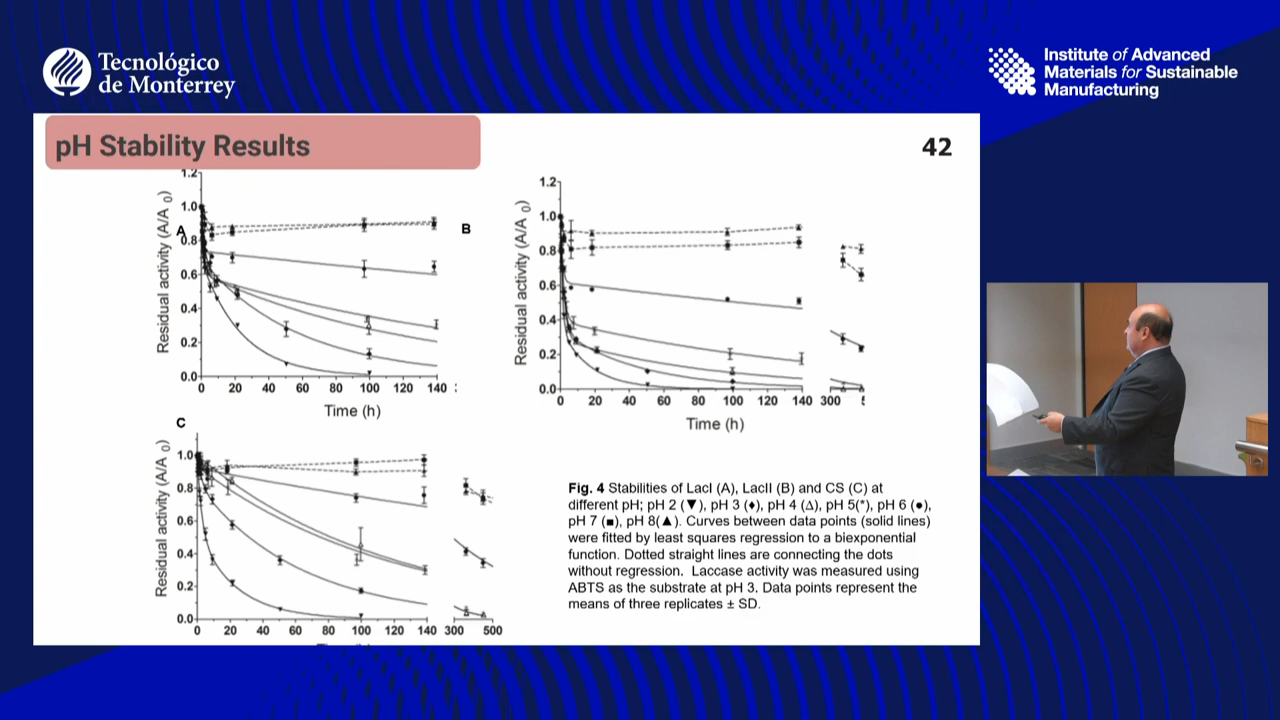 Tecnológico
de Monterrey
Institute of Advanced
Materials for Sustainable
Manufacturing
pH Stability Results
42
A
Residual activity (A/A 0)
1.2
1.0
0.8
0.6
0.4
0.2
0.0
0 20 40 60 80 100 120 140
Time (h)
B
Residual activity (A/A 0)
1.2
1.0
0.8
0.6
0.4
0.2
0.0
0 20 40 60 80 100 120 140 300
Time (h)
C
Residual activity (A/A 0)
1.0
0.8
0.6
0.4
0.2
0.0
0 20 40 60 80 100 120 140 300 500
Fig. 4 Stabilities of LacI (A), LacII (B) and CS (C) at
different pH; pH 2 (▼), pH 3 (♦), pH 4 (Δ), pH 5(*), pH 6 (●),
pH 7 (■), pH 8(▲). Curves between data points (solid lines)
were fitted by least squares regression to a biexponential
function. Dotted straight lines are connecting the dots
without regression. Laccase activity was measured using
ABTS as the substrate at pH 3. Data points represent the
means of three replicates ± SD.